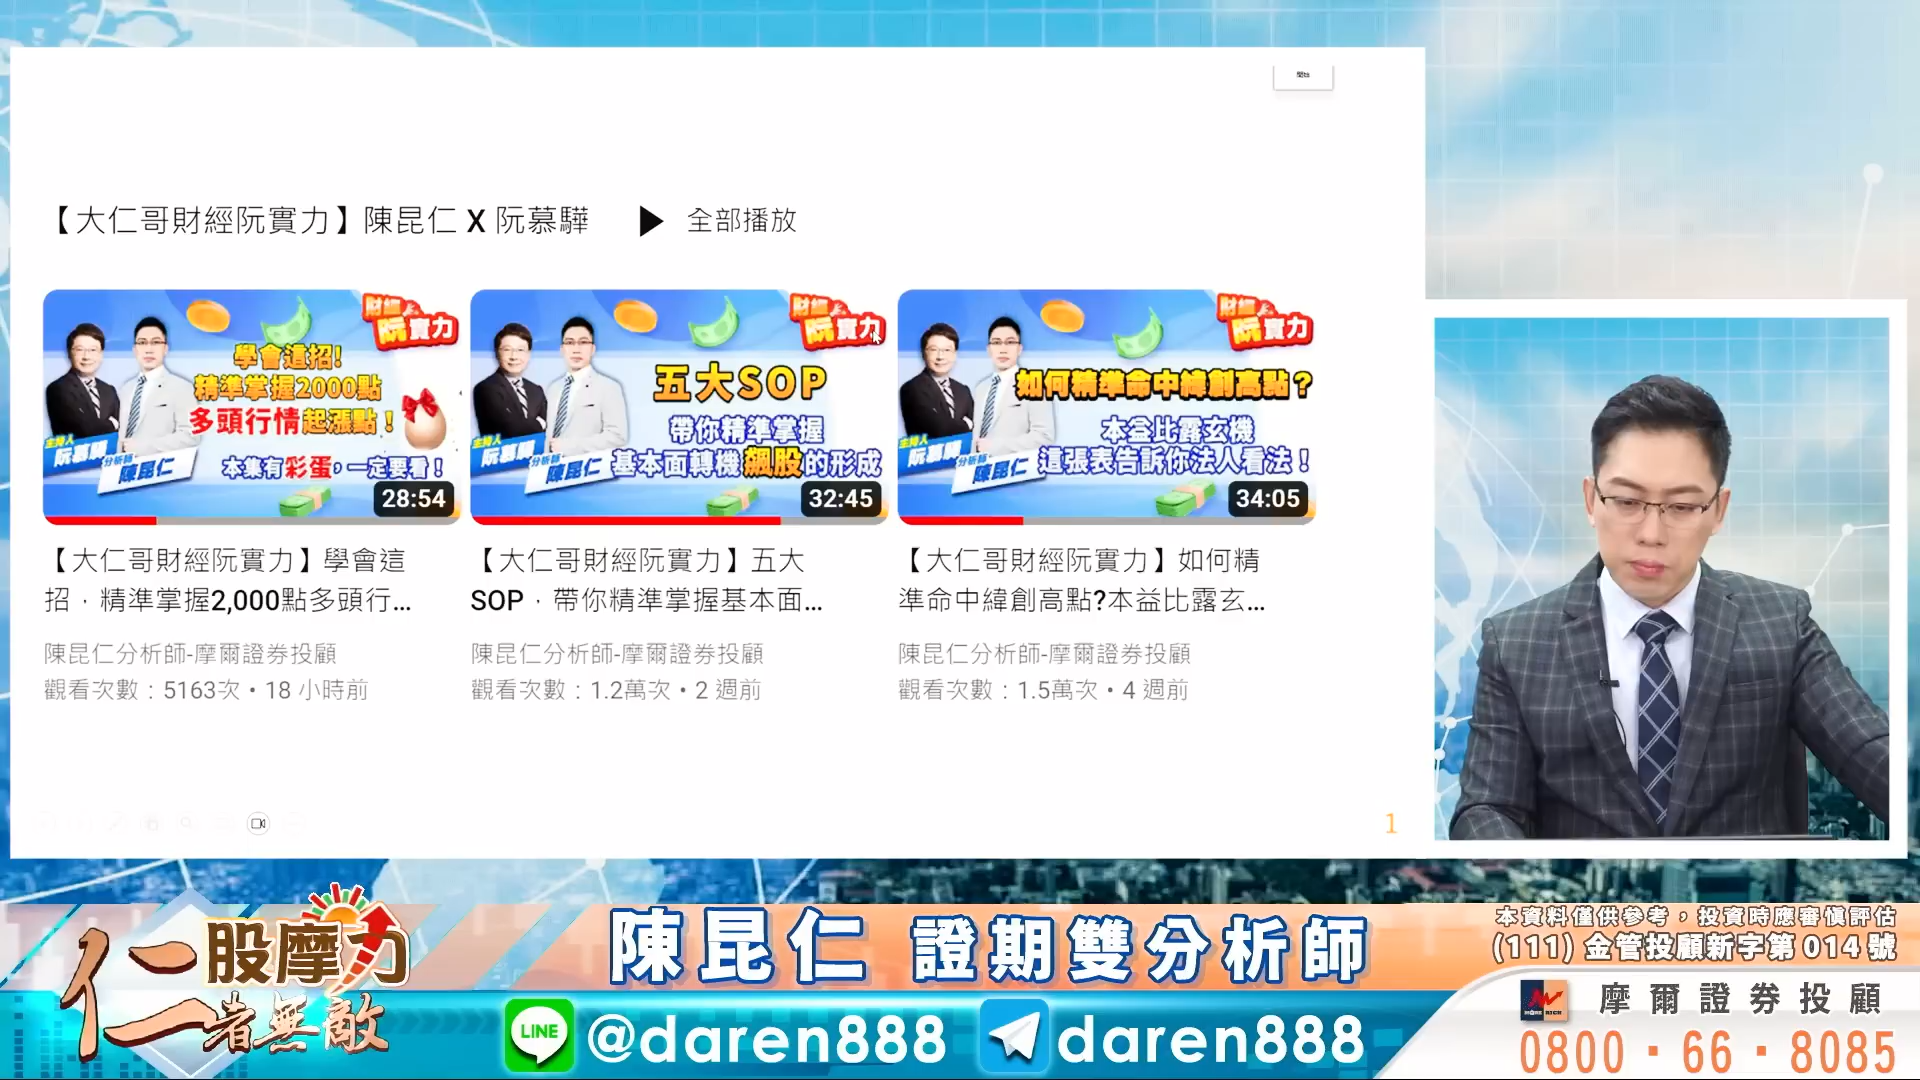 【大仁哥財經阮實力】陳昆仁 X 阮慕驊
全部播放
財經
阮實力
學會這招!
精準掌握2000點
多頭行情起漲點!
本集有彩蛋,一定要看!
主持人
阮慕驊
分析師
陳昆仁
28:54
財經
阮實力
五大SOP
帶你精準掌握
基本面轉機飆股的形成
主持人
阮慕驊
分析師
陳昆仁
32:45
財經
阮實力
如何精準命中緯創高點?
本益比露玄機
這張表告訴你法人看法!
主持人
阮慕驊
分析師
陳昆仁
34:05
【大仁哥財經阮實力】學會這
招,精準掌握2,000點多頭行...
陳昆仁分析師-摩爾證券投顧
觀看次數:5163次・18 小時前
【大仁哥財經阮實力】五大
SOP,帶你精準掌握基本面...
陳昆仁分析師-摩爾證券投顧
觀看次數:1.2萬次・2 週前
【大仁哥財經阮實力】如何精
準命中緯創高點?本益比露玄...
陳昆仁分析師-摩爾證券投顧
觀看次數:1.5萬次・4 週前
1
股摩力
仁者無敵
陳昆仁 證期雙分析師
LINE
@daren888
daren888
本資料僅供參考,投資時應審慎評估
(111) 金管投顧新字第 014 號
摩爾證券投顧
0800・66・8085